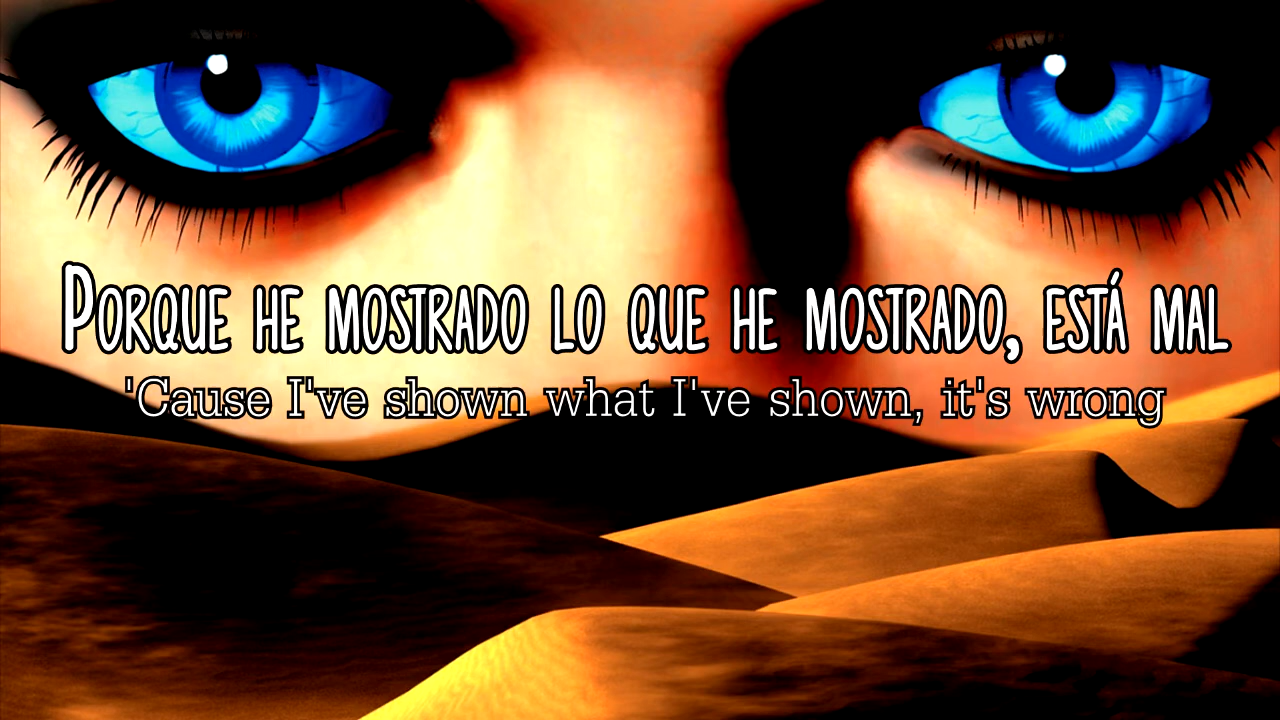 Porque he mostrado lo que he mostrado, está mal
'Cause I've shown what I've shown, it's wrong